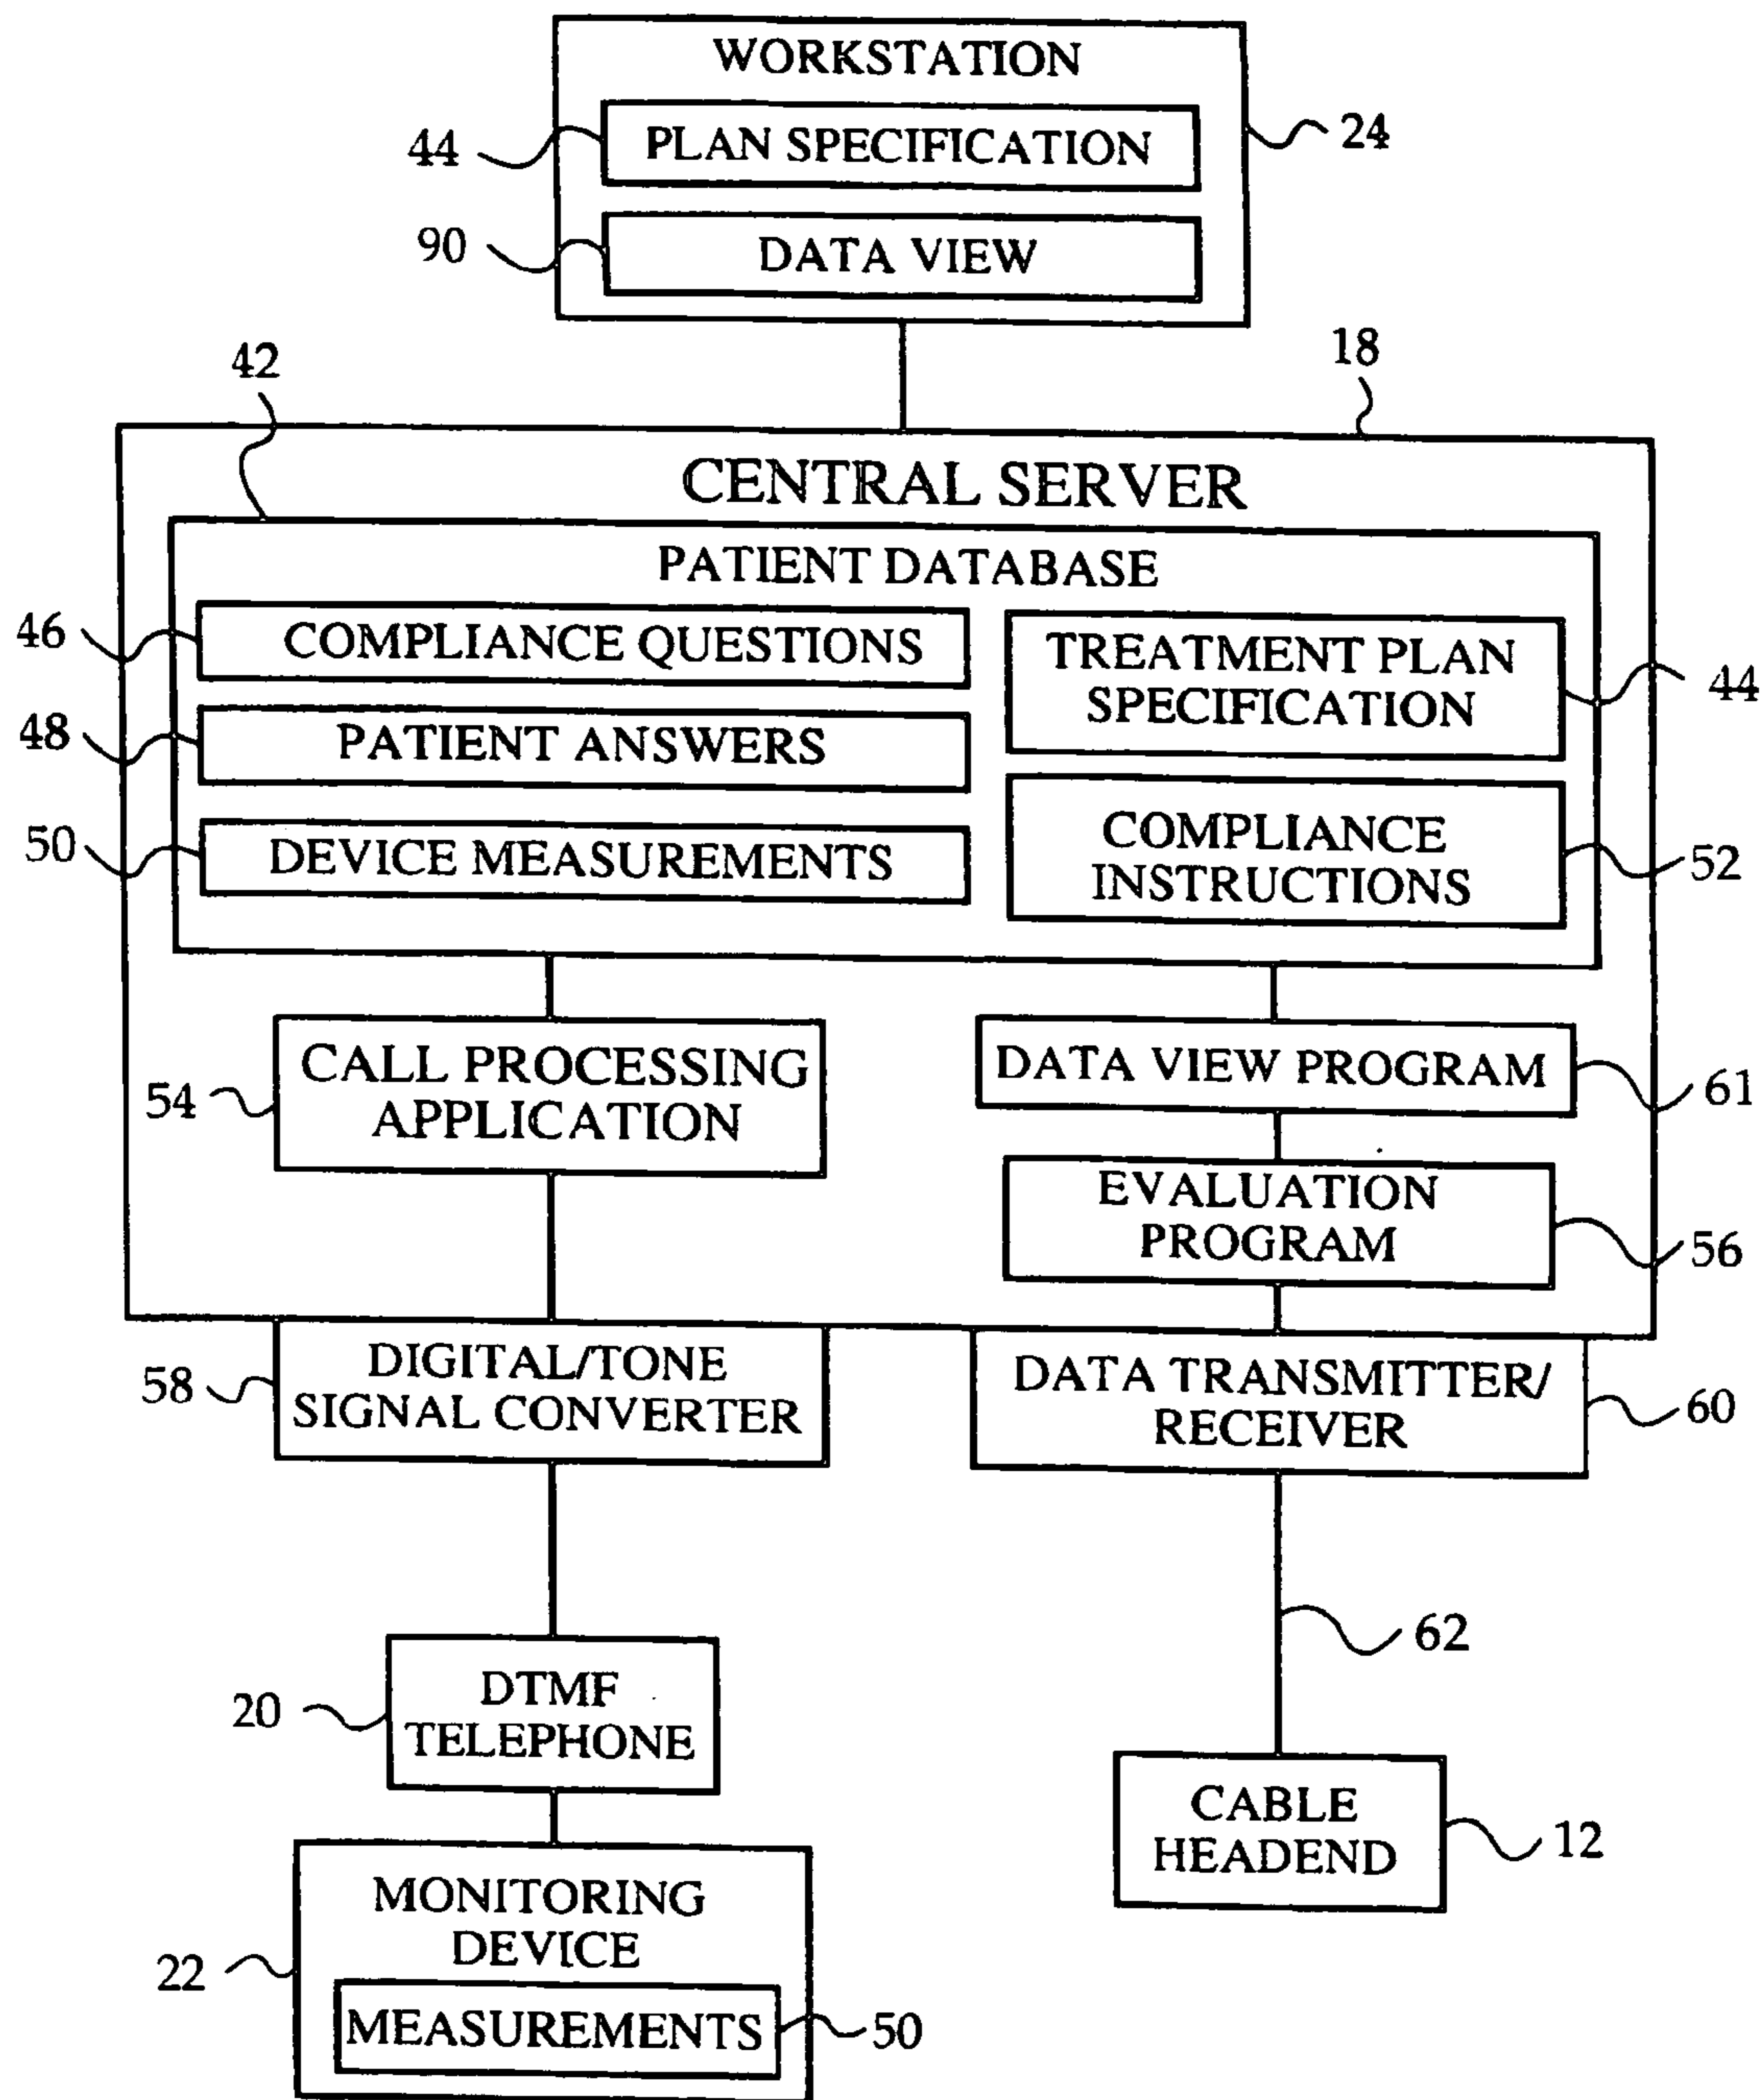 WORKSTATION
44
PLAN SPECIFICATION
24
90
DATA VIEW
42
18
CENTRAL SERVER
PATIENT DATABASE
46
COMPLIANCE QUESTIONS
TREATMENT PLAN
SPECIFICATION
44
48
PATIENT ANSWERS
50
DEVICE MEASUREMENTS
COMPLIANCE
INSTRUCTIONS
52
54
CALL PROCESSING
APPLICATION
DATA VIEW PROGRAM
61
EVALUATION
PROGRAM
56
58
DIGITAL/TONE
SIGNAL CONVERTER
DATA TRANSMITTER/
RECEIVER
60
62
20
DTMF
TELEPHONE
CABLE
HEADEND
12
22
MONITORING
DEVICE
MEASUREMENTS
50